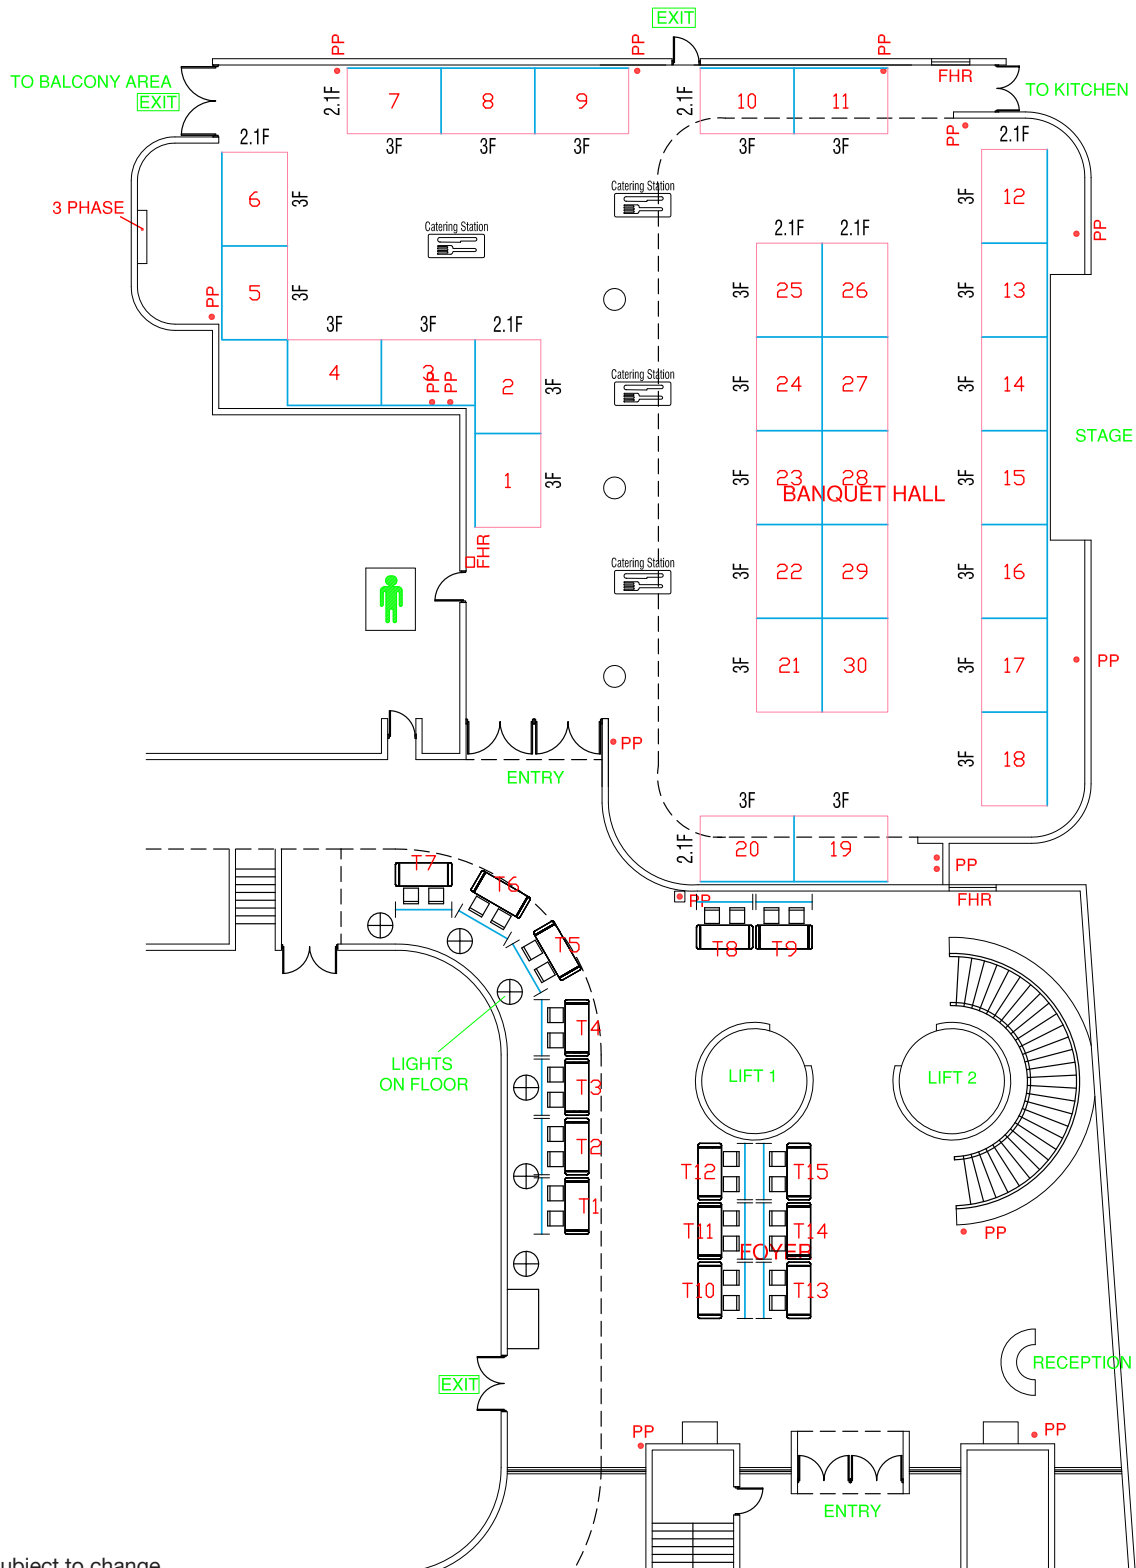 EXIT
PP
PP
PP
TO BALCONY AREA
EXIT
FHR
TO KITCHEN
2.1F
7
8
9
2.1F
10
11
3F
3F
3F
3F
3F
PP
2.1F
2.1F
6
3F
Catering Station
3F
12
3 PHASE
Catering Station
2.1F
2.1F
PP
5
3F
PP
3F
25
26
3F
13
3F
3F
2.1F
4
3
PP
PP
2
3F
Catering Station
3F
24
27
3F
14
STAGE
1
3F
3F
23
28
BANQUET HALL
3F
15
FHR
Catering Station
3F
22
29
3F
16
3F
21
30
3F
17
PP
PP
ENTRY
3F
18
3F
3F
2.1F
20
19
PP
T7
T6
PP
FHR
T5
T8
T9
T4
LIGHTS
ON FLOOR
LIFT 1
LIFT 2
T3
T2
T12
T15
T1
T11
T14
PP
FOYER
T10
T13
RECEPTION
EXIT
PP
PP
ENTRY
ubject to change